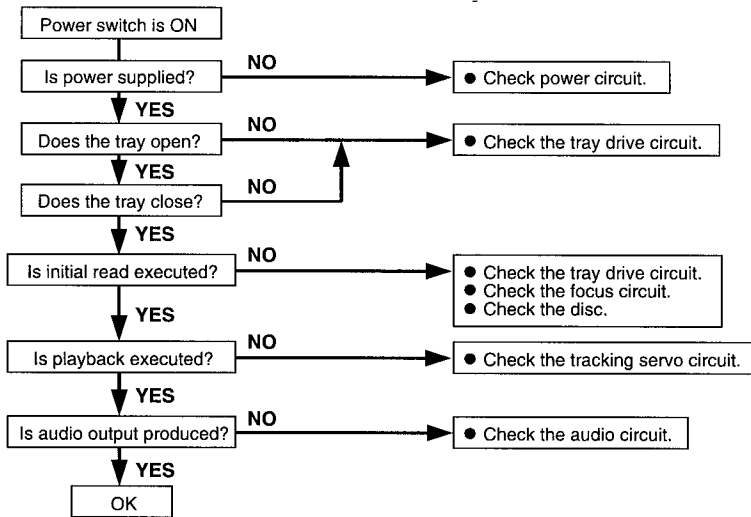 Power switch is ON
Is power supplied?
NO
● Check power circuit.
YES
Does the tray open?
NO
● Check the tray drive circuit.
YES
Does the tray close?
NO
YES
Is initial read executed?
NO
● Check the tray drive circuit.
● Check the focus circuit.
● Check the disc.
YES
Is playback executed?
NO
● Check the tracking servo circuit.
YES
Is audio output produced?
NO
● Check the audio circuit.
YES
OK